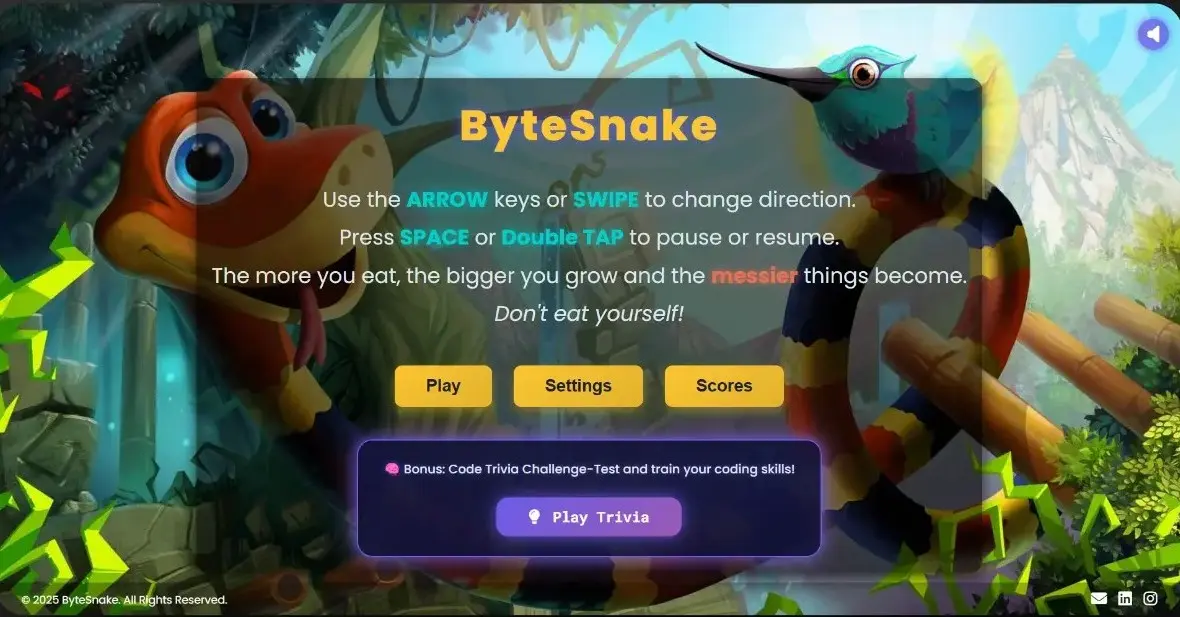 ByteSnake
Use the ARROW keys or SWIPE to change direction.
Press SPACE or Double TAP to pause or resume.
The more you eat, the bigger you grow and the messier things become.
Don't eat yourself!
Play Settings Scores
🧠 Bonus: Code Trivia Challenge-Test and train your coding skills!
Play Trivia
© 2025 ByteSnake. All Rights Reserved.